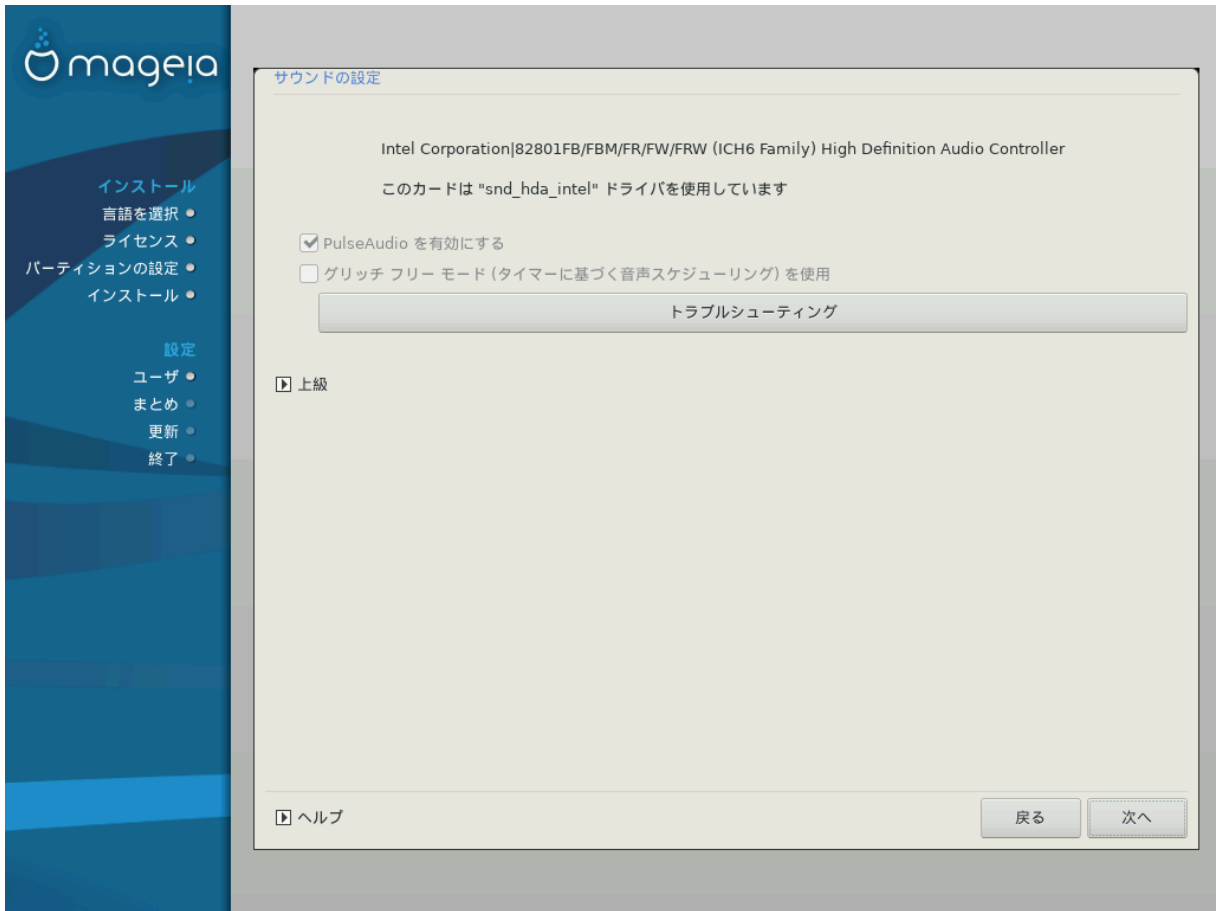 mageia
インストール
言語を選択
ライセンス
パーティションの設定
インストール
設定
ユーザ
まとめ
更新
終了
サウンドの設定
Intel Corporation|82801FB/FBM/FR/FW/FRW (ICH6 Family) High Definition Audio Controller
このカードは "snd_hda_intel" ドライバを使用しています
PulseAudio を有効にする
グリッチ フリー モード (タイマーに基づく音声スケジューリング) を使用
トラブルシューティング
上級
ヘルプ
戻る
次へ